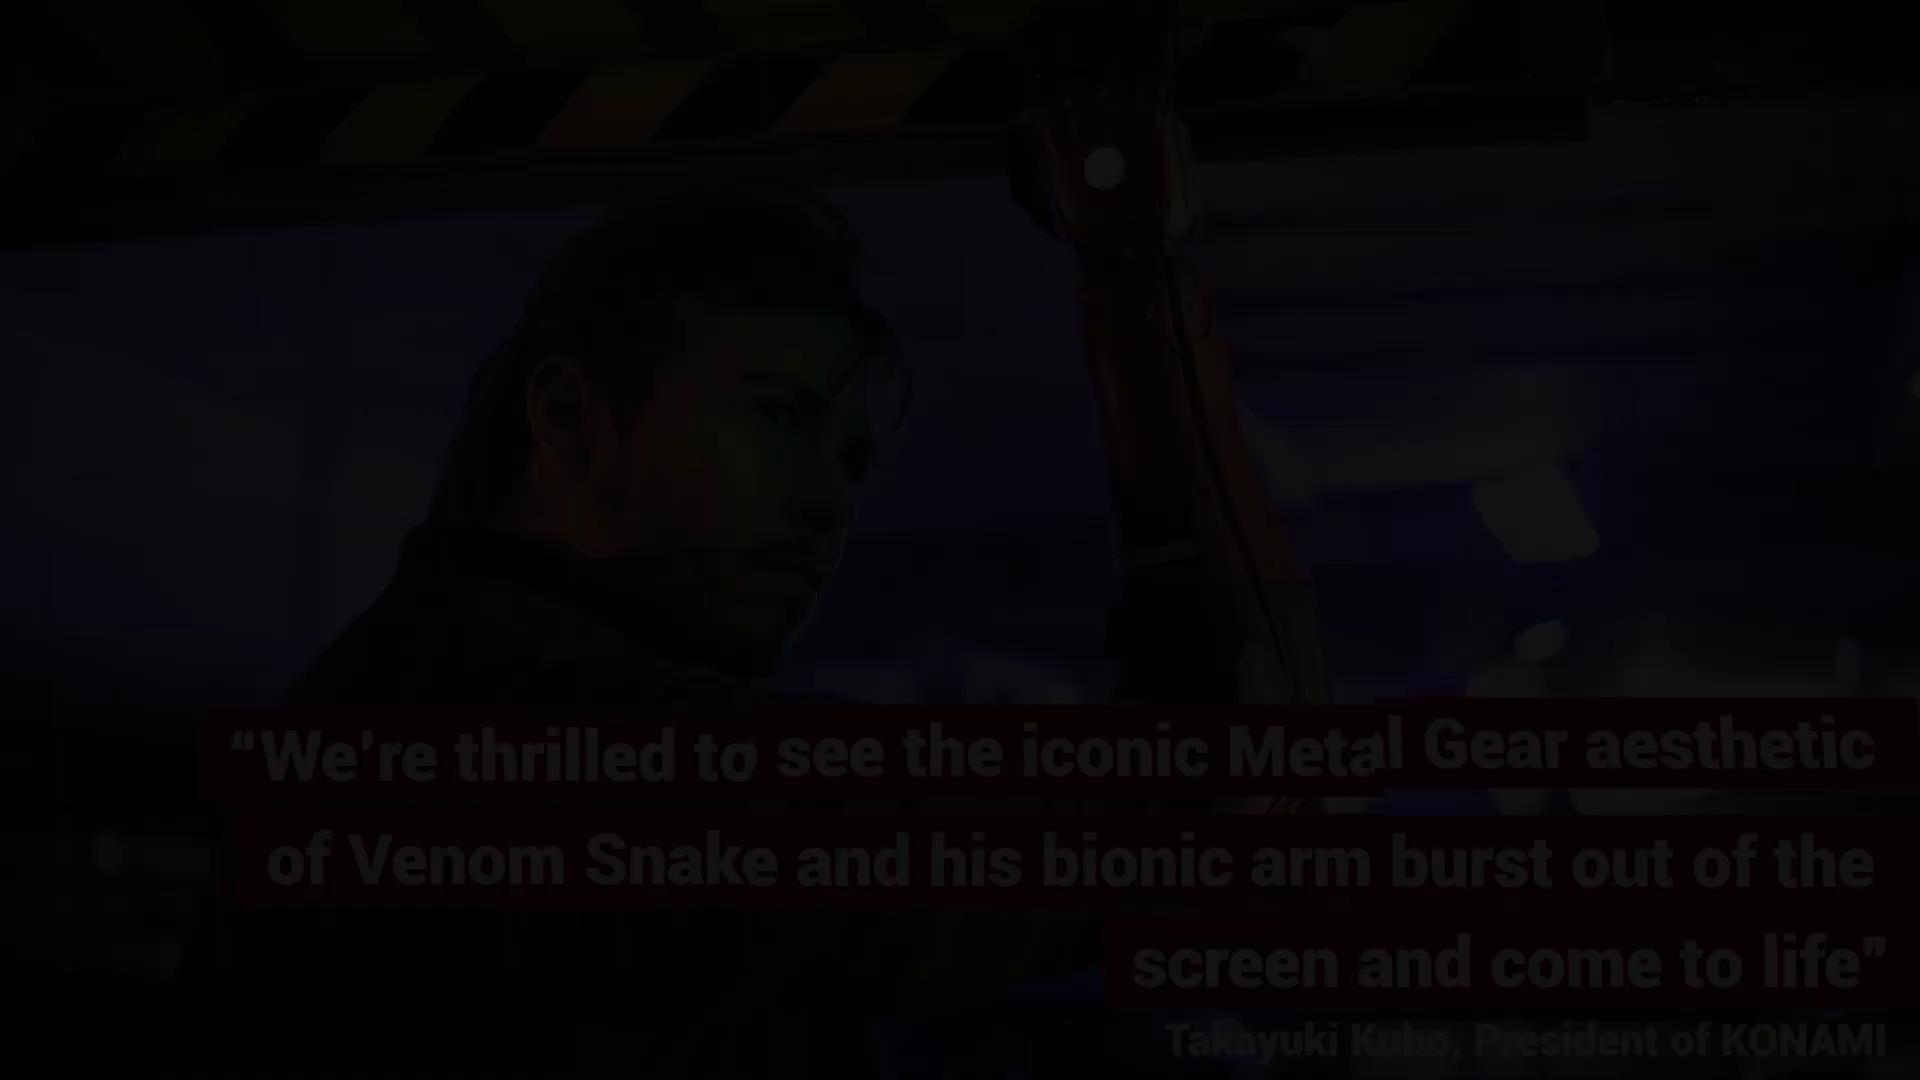 “We're thrilled to see the iconic Metal Gear aesthetic
of Venom Snake and his bionic arm burst out of the
screen and come to life”
Takayuki Kubo, President of KONAMI